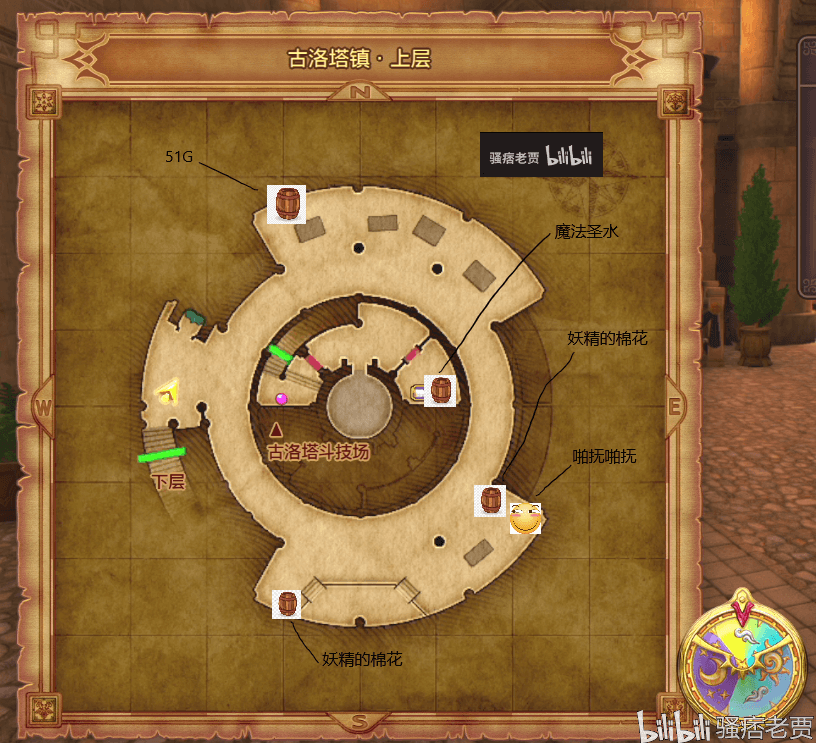 古洛塔镇·上层
N
51G
骚痞老贾 bilibili
魔法圣水
妖精的棉花
W
E
古洛塔斗技场
啪抚啪抚
下层
妖精的棉花
S
bilibili 骚痞老贾